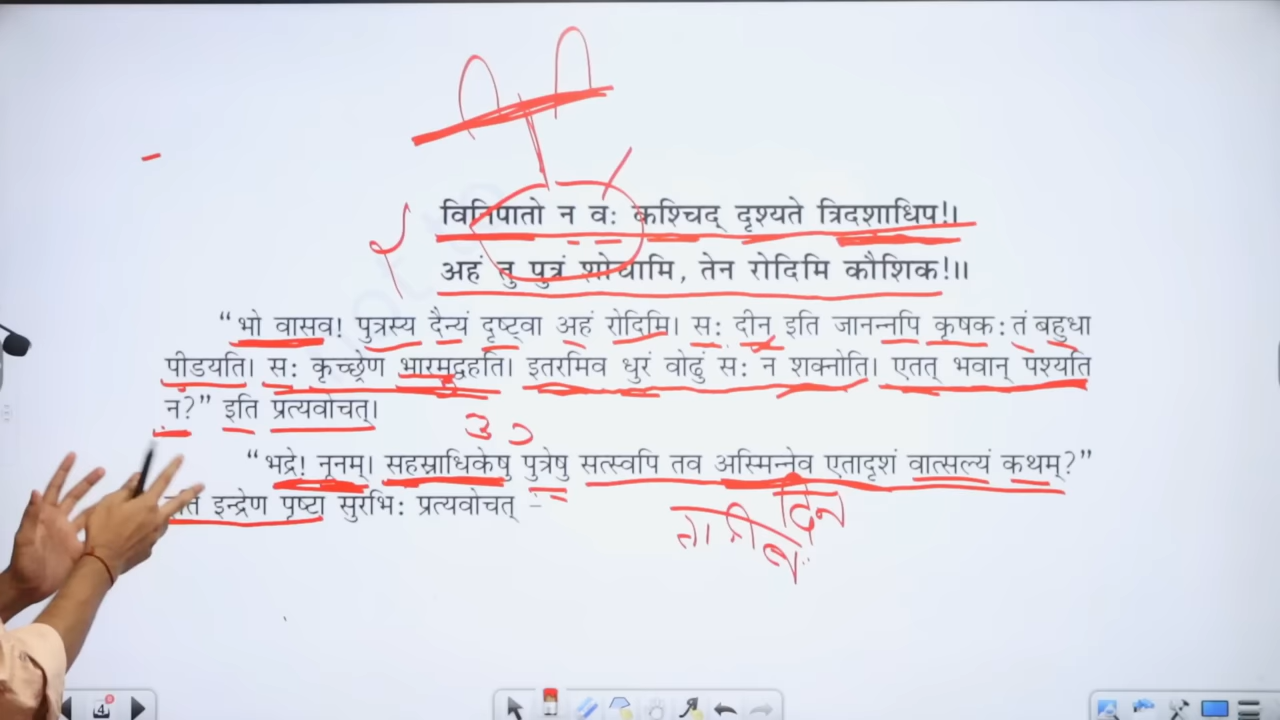 विनिपातो न वः कश्चिद् दृश्यते त्रिदशाधिप!।
अहं तु पुत्रं शोचामि, तेन रोदिमि कौशिक!।।
“भो वासव! पुत्रस्य दैन्यं दृष्ट्वा अहं रोदिमि। सः दीन इति जानन्नपि कृषकः तं बहुधा
पीडयति। सः कृच्छ्रेण भारमुद्वहति। इतरमिव धुरं वोढुं सः न शक्नोति। एतत् भवान् पश्यति
न?” इति प्रत्यवोचत्।
“भद्रे! नूनम्। सहस्राधिकेषु पुत्रेषु सत्स्वपि तव अस्मिन्नेव एतादृशं वात्सल्यं कथम्?”
इति इन्द्रेण पृष्टा सुरभिः प्रत्यवोचत् –
4